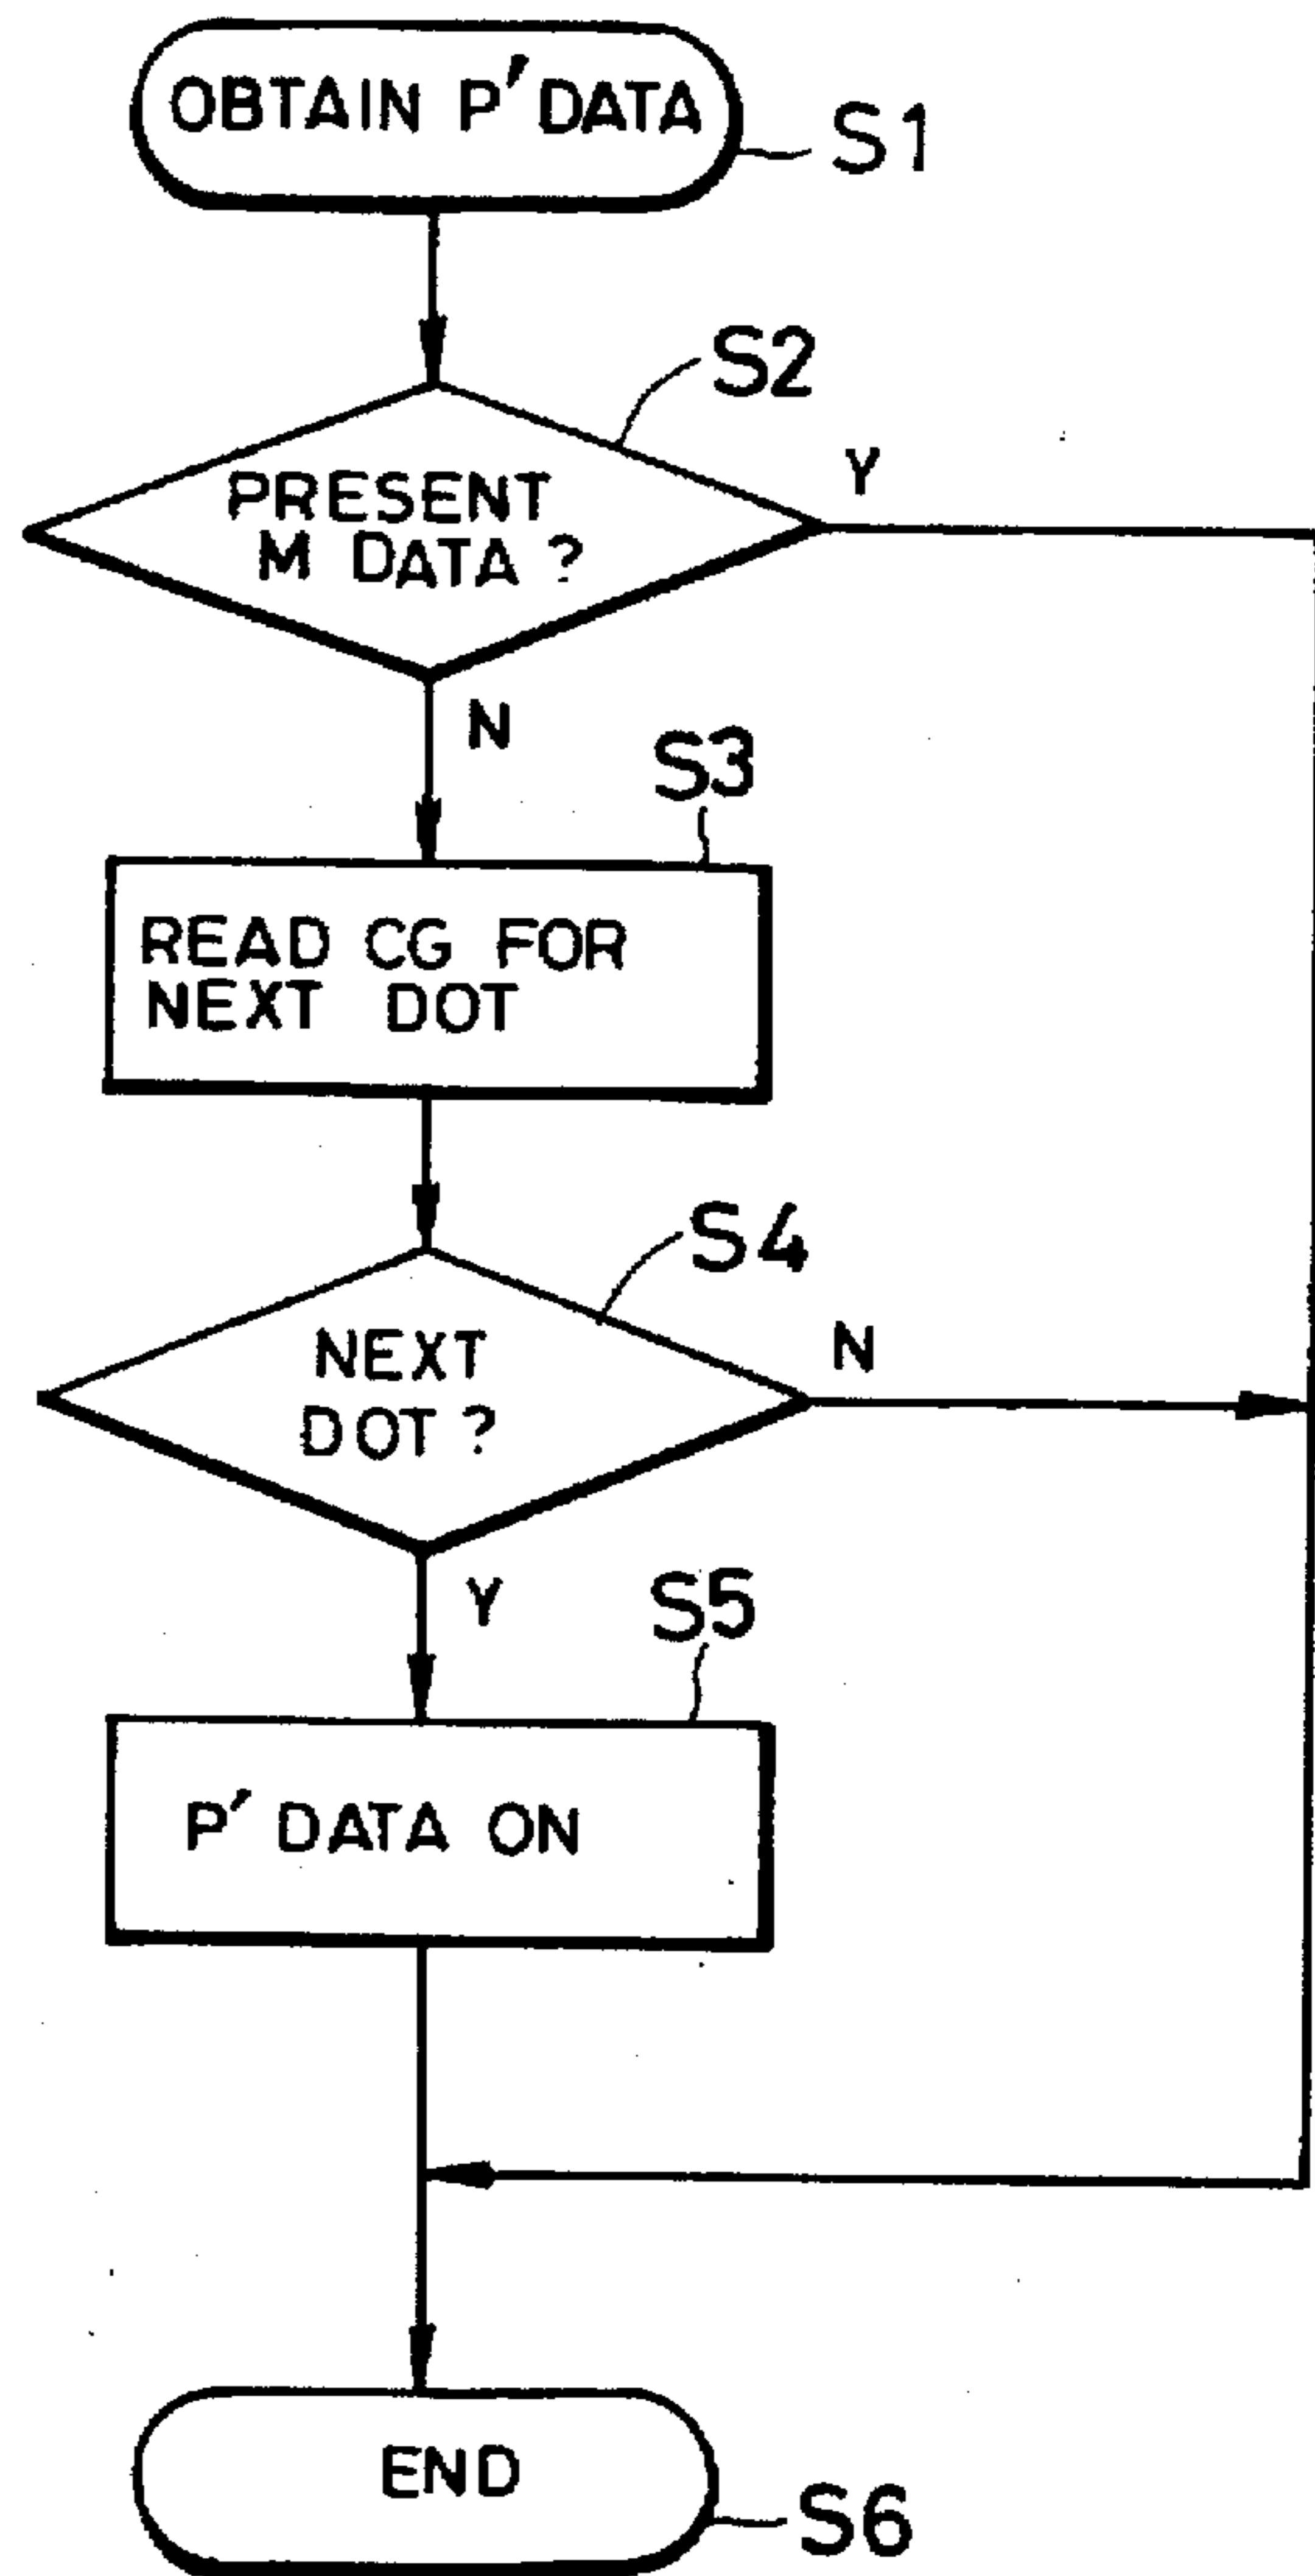 OBTAIN P' DATA
S1
S2
PRESENT
M DATA ?
Y
N
S3
READ CG FOR
NEXT DOT
S4
NEXT
DOT ?
N
Y
S5
P' DATA ON
END
S6